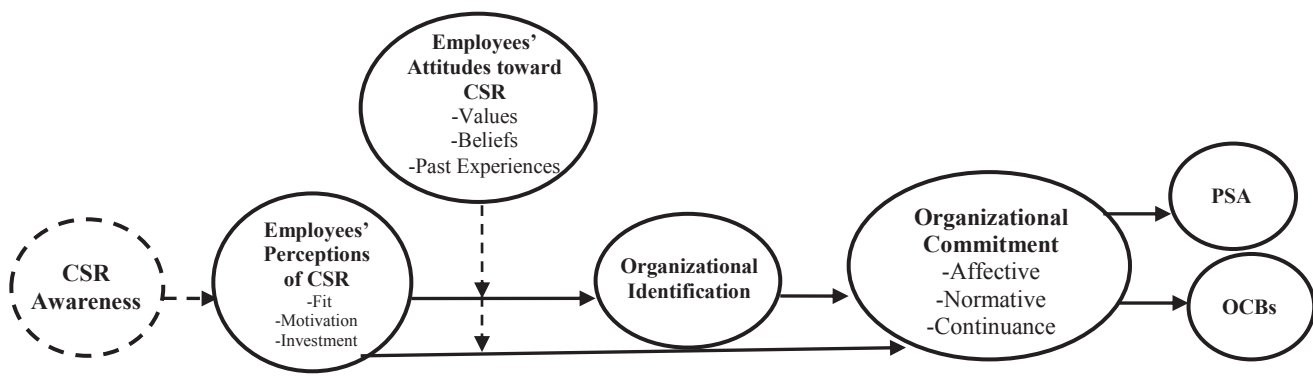 Employees’
Attitudes toward
CSR
-Values
-Beliefs
-Past Experiences
CSR
Awareness
Employees’
Perceptions
of CSR
-Fit
-Motivation
-Investment
Organizational
Identification
Organizational
Commitment
-Affective
-Normative
-Continuance
PSA
OCBs